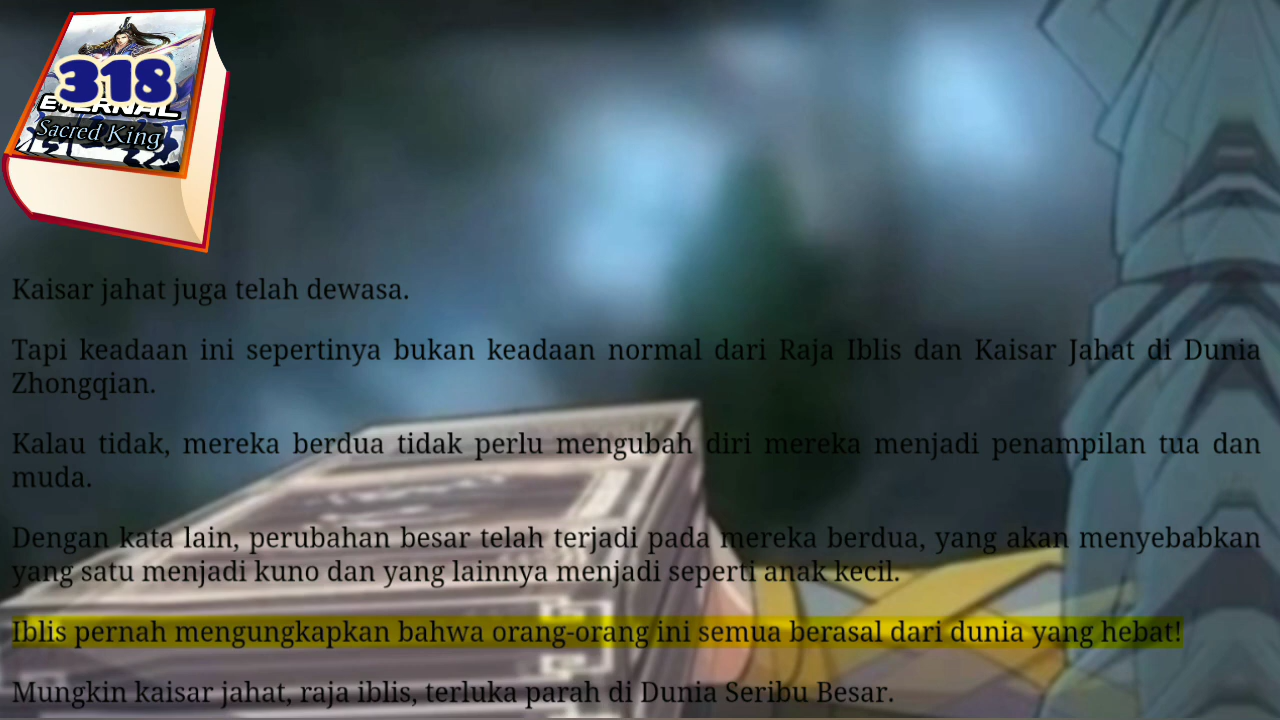 318
ETERNAL
Sacred King
Kaisar jahat juga telah dewasa.
Tapi keadaan ini sepertinya bukan keadaan normal dari Raja Iblis dan Kaisar Jahat di Dunia
Zhongqian.
Kalau tidak, mereka berdua tidak perlu mengubah diri mereka menjadi penampilan tua dan
muda.
Dengan kata lain, perubahan besar telah terjadi pada mereka berdua, yang akan menyebabkan
yang satu menjadi kuno dan yang lainnya menjadi seperti anak kecil.
Iblis pernah mengungkapkan bahwa orang-orang ini semua berasal dari dunia yang hebat!
Mungkin kaisar jahat, raja iblis, terluka parah di Dunia Seribu Besar.